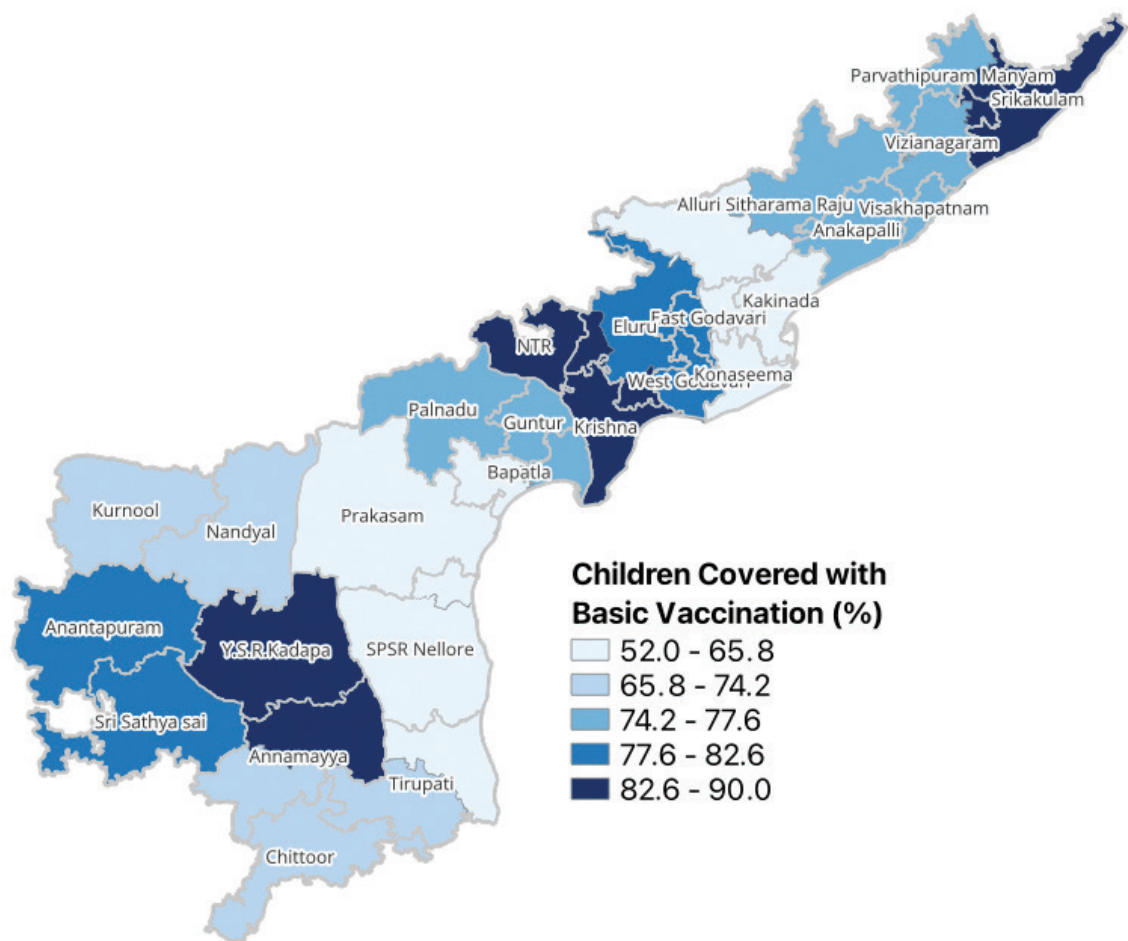 Parvathipuram Manyam
Srikakulam
Vizianagaram
Alluri Sitharama Raju
Visakhapatnam
Anakapalli
Kakinada
East Godavari
Eluru
NTR
Konaseema
West Godavari
Palnadu
Guntur
Krishna
Bapatla
Kurnool
Prakasam
Nandyal
Anantapuram
Y.S.R.Kadapa
SPSR Nellore
Sri Sathya sai
Annamayya
Tirupati
Chittoor
Children Covered with
Basic Vaccination (%)
52.0 - 65.8
65.8 - 74.2
74.2 - 77.6
77.6 - 82.6
82.6 - 90.0